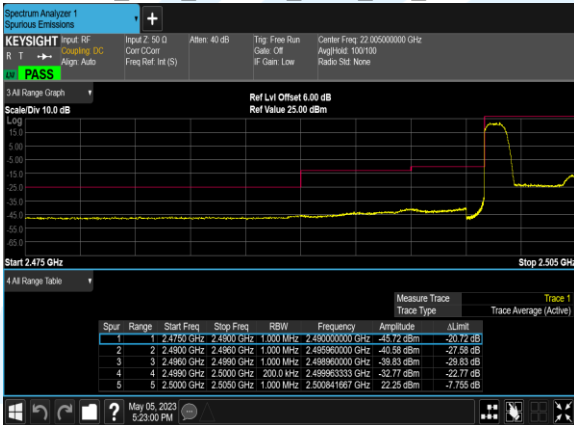 Spectrum Analyzer 1
Spurious Emissions
KEYSIGHT Input: RF Input Z: 50 Ω Atten: 40 dB Trig: Free Run Center Freq: 22.005000000 GHz
R T Coupling: DC Corr CCorr Gate: Off Avg|Hold: 100/100
Align: Auto Freq Ref: Int (S) IF Gain: Low Radio Std: None
LXI PASS
3 All Range Graph
Ref Lvl Offset 6.00 dB
Scale/Div 10.0 dB Ref Value 25.00 dBm
Log
15.0
5.00
-5.00
-15.0
-25.0
-35.0
-45.0
-55.0
-65.0
Start 2.475 GHz Stop 2.505 GHz
4 All Range Table
Measure Trace Trace 1
Trace Type Trace Average (Active)
Spur Range Start Freq Stop Freq RBW Frequency Amplitude ΔLimit
1 1 2.4750 GHz 2.4900 GHz 1.000 MHz 2.490000000 GHz -45.72 dBm -20.72 dB
2 2 2.4900 GHz 2.4960 GHz 1.000 MHz 2.495960000 GHz -40.58 dBm -27.58 dB
3 3 2.4960 GHz 2.4990 GHz 1.000 MHz 2.498960000 GHz -39.83 dBm -29.83 dB
4 4 2.4990 GHz 2.5000 GHz 200.0 kHz 2.499963333 GHz -32.77 dBm -22.77 dB
5 5 2.5000 GHz 2.5050 GHz 1.000 MHz 2.500841667 GHz 22.25 dBm -7.755 dB
May 05, 2023
5:23:00 PM